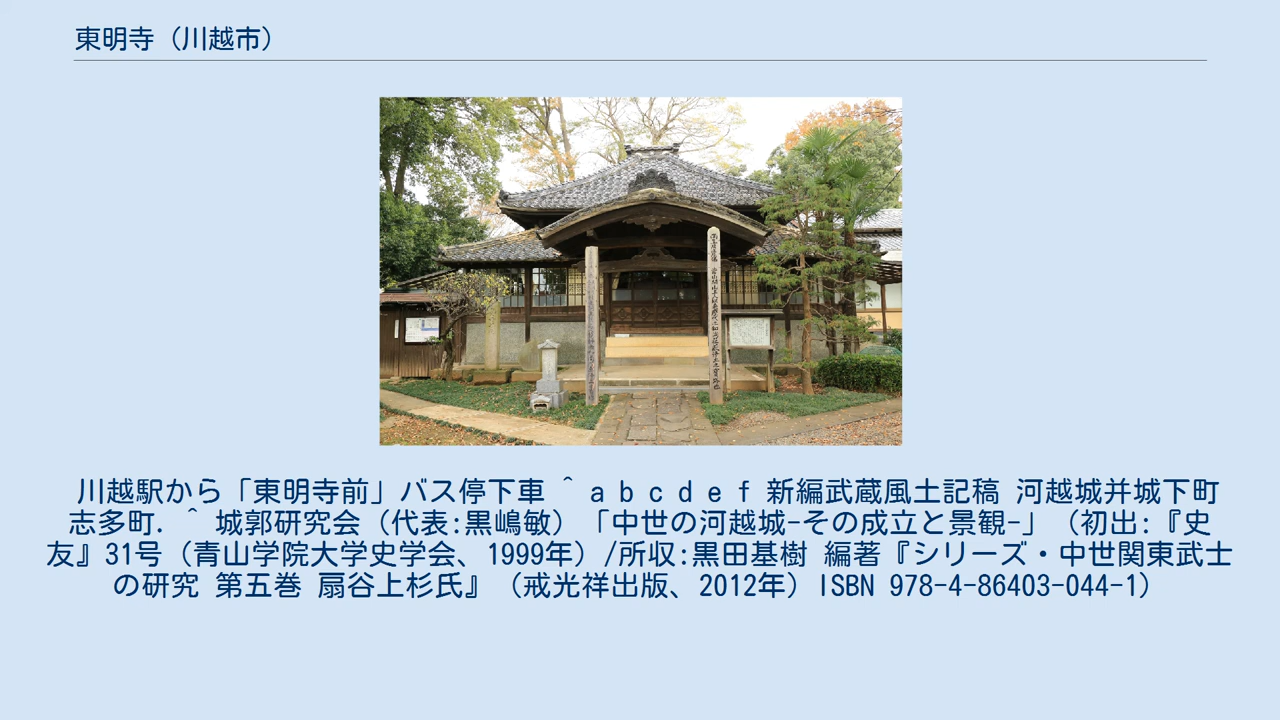 東明寺（川越市）
川越駅から「東明寺前」バス停下車 ^ a b c d e f 新編武蔵風土記稿 河越城并城下町
志多町. ^ 城郭研究会（代表:黒嶋敏）「中世の河越城-その成立と景観-」（初出:『史
友』31号（青山学院大学史学会、1999年）/所収:黒田基樹 編著『シリーズ・中世関東武士
の研究 第五巻 扇谷上杉氏』（戒光祥出版、2012年）ISBN 978-4-86403-044-1）